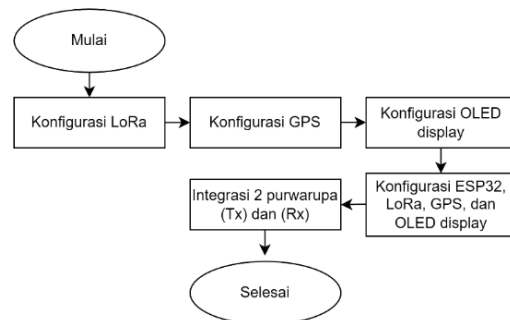 Mulai
Konfigurasi LoRa
Konfigurasi GPS
Konfigurasi OLED
display
Konfigurasi ESP32,
LoRa, GPS, dan
OLED display
Integrasi 2 purwarupa
(Tx) dan (Rx)
Selesai